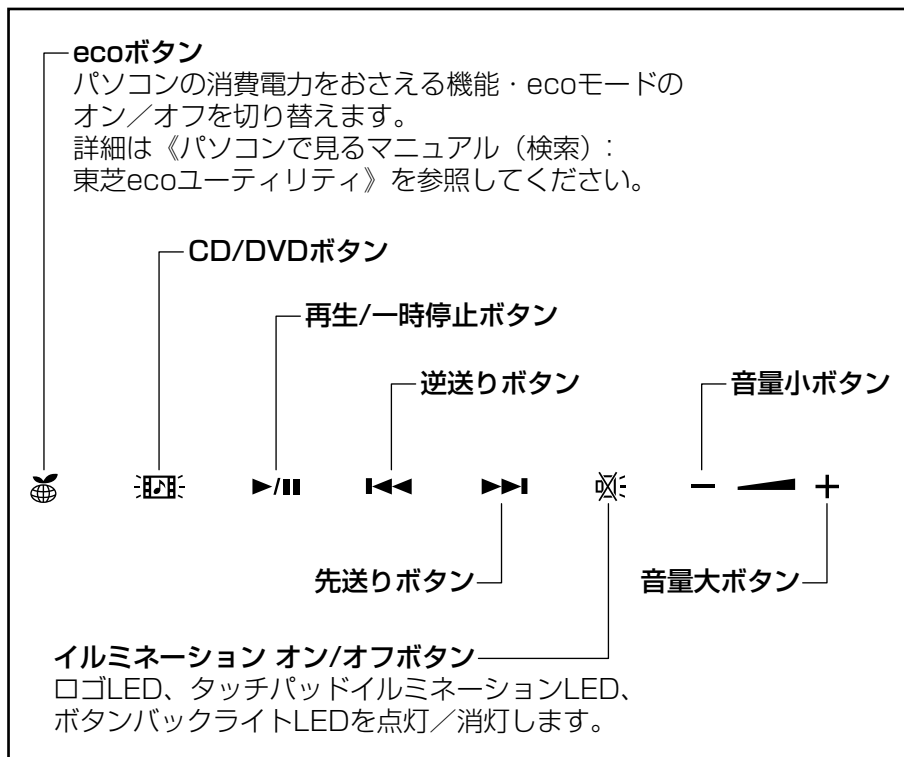 ecoボタン
パソコンの消費電力をおさえる機能・ecoモードの
オン／オフを切り替えます。
詳細は《パソコンで見るマニュアル（検索）：
東芝ecoユーティリティ》を参照してください。
CD/DVDボタン
再生/一時停止ボタン
逆送りボタン
音量小ボタン
先送りボタン
音量大ボタン
イルミネーション オン/オフボタン
ロゴLED、タッチパッドイルミネーションLED、
ボタンバックライトLEDを点灯／消灯します。